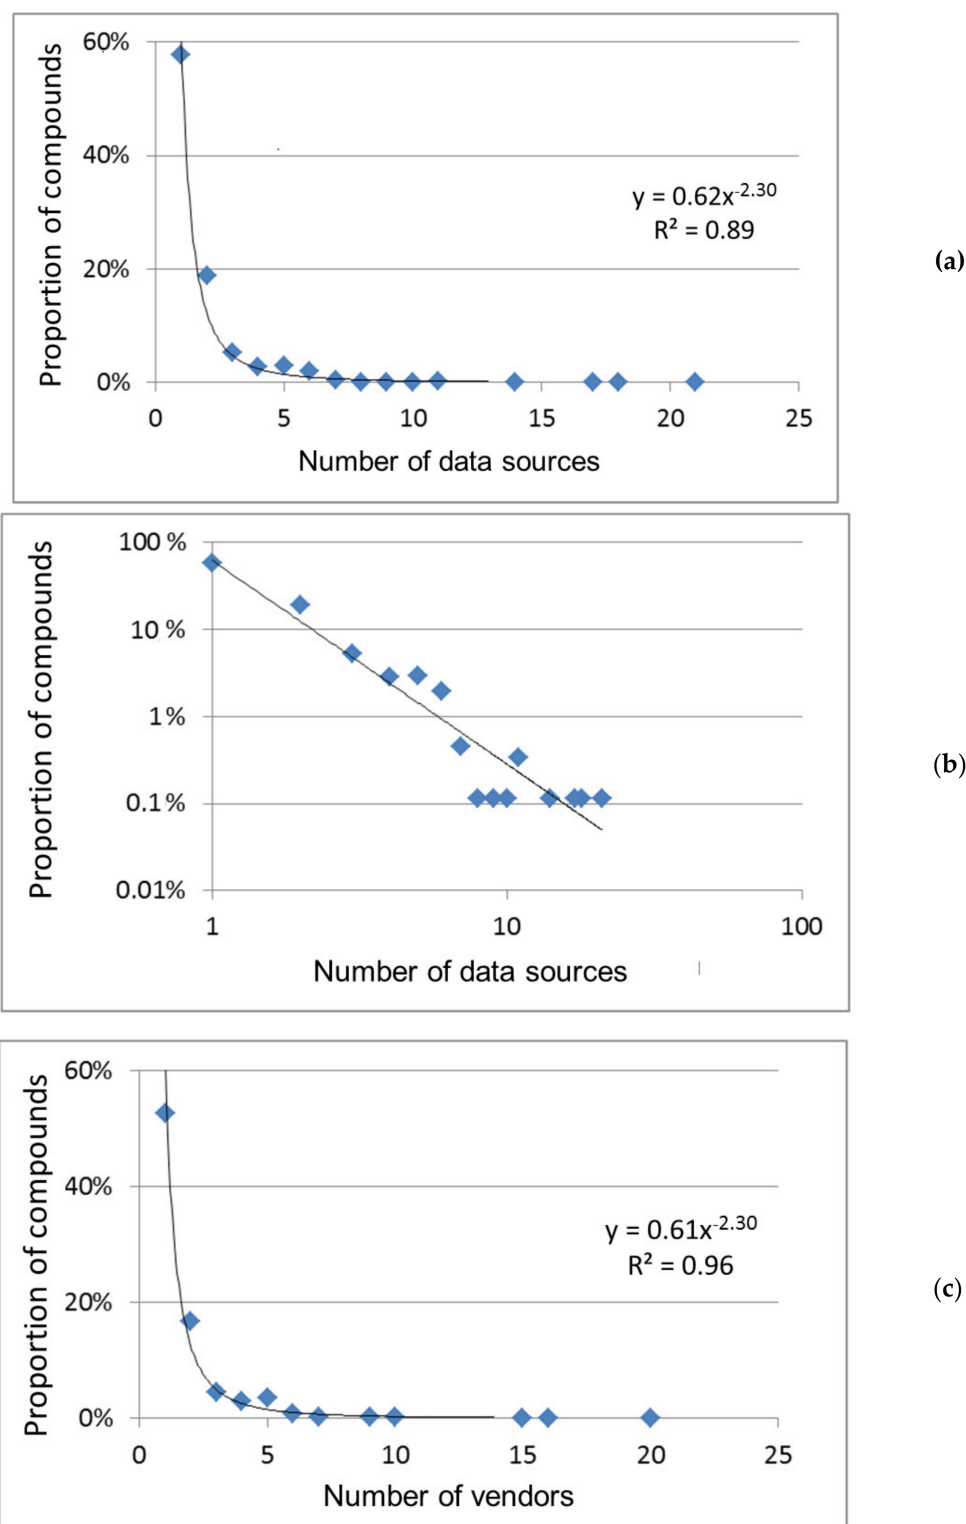 60%
40%
20%
0%
Proportion of compounds
y = 0.62x^-2.30
R² = 0.89
0 5 10 15 20 25
Number of data sources
(a)
100 %
10 %
1 %
0.1 %
0.01%
Proportion of compounds
1 10 100
Number of data sources
(b)
60%
40%
20%
0%
Proportion of compounds
y = 0.61x^-2.30
R² = 0.96
0 5 10 15 20 25
Number of vendors
(c)